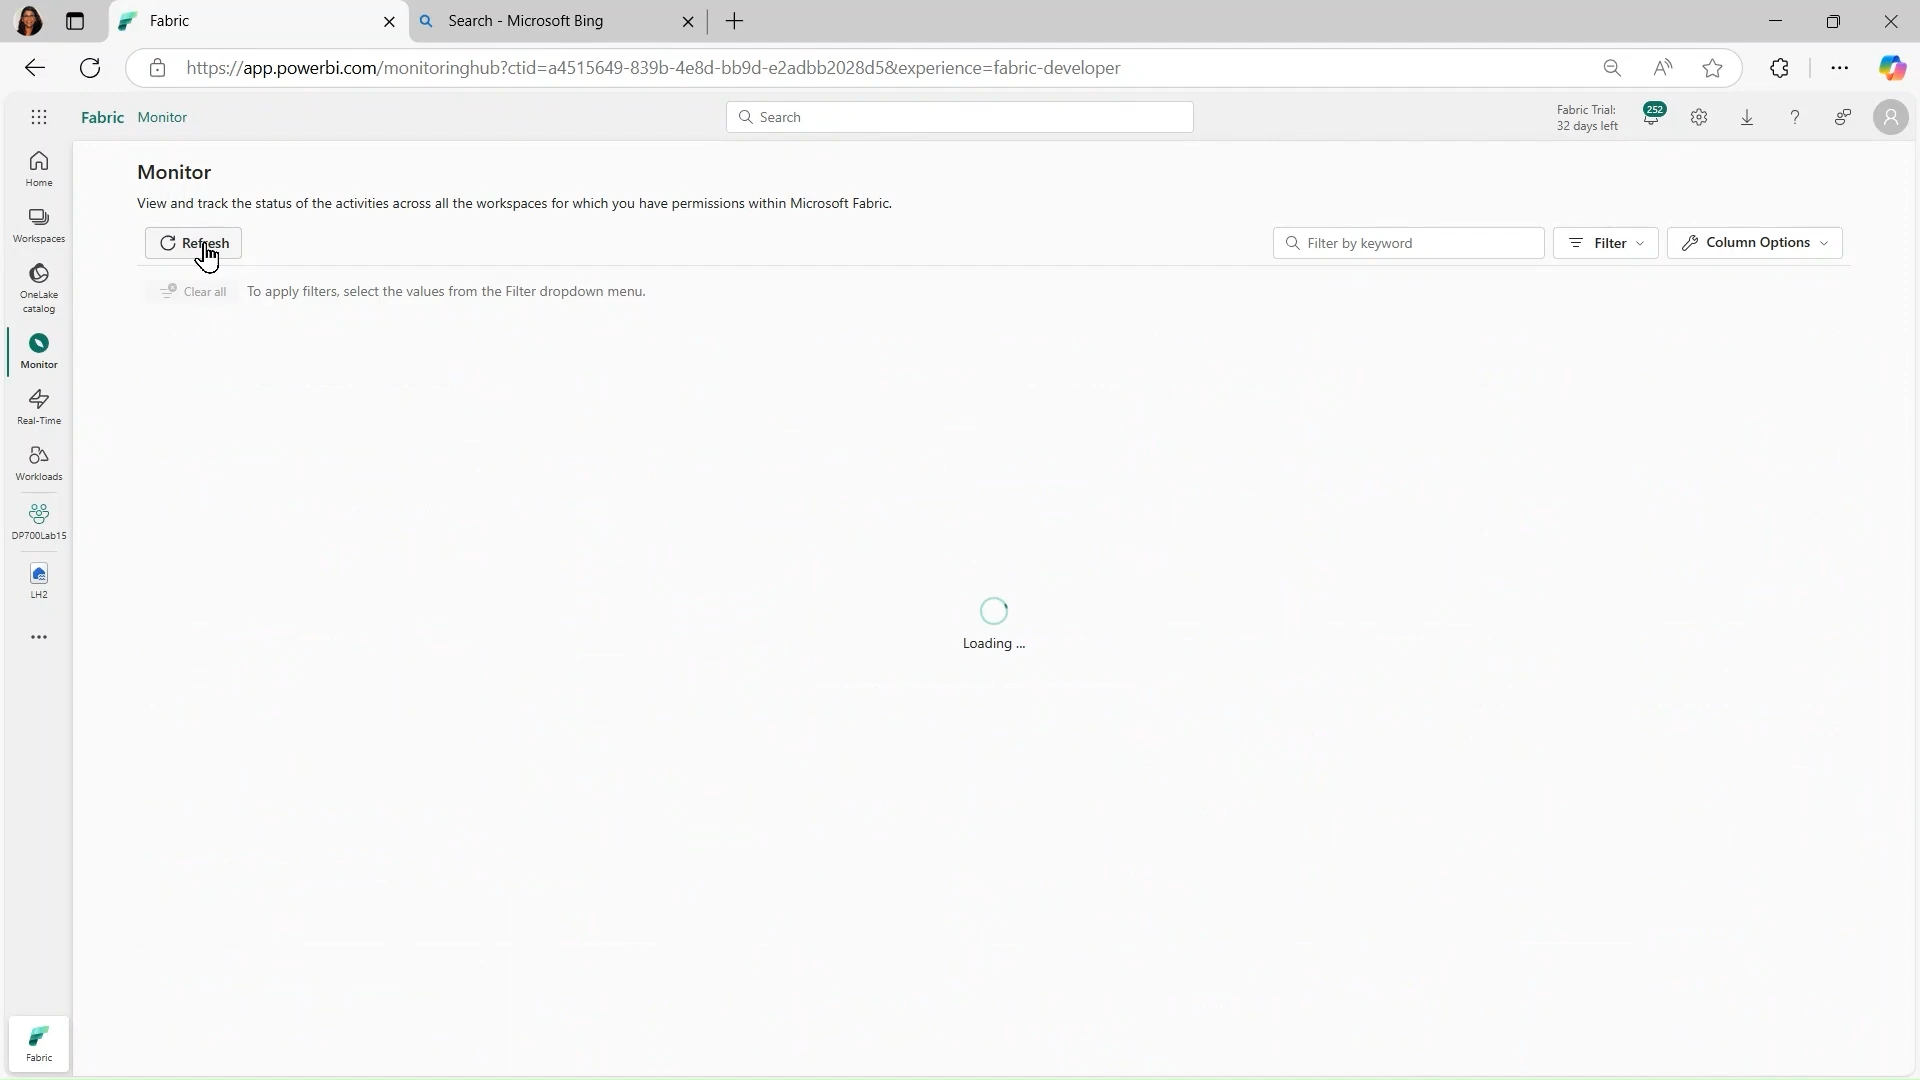 Fabric
Search - Microsoft Bing
https://app.powerbi.com/monitoringhub?ctid=a4515649-839b-4e8d-bb9d-e2adbb2028d5&experience=fabric-developer
Fabric Monitor
Search
Fabric Trial:
32 days left
252
Home
Workspaces
OneLake
catalog
Monitor
Real-Time
Workloads
DP700Lab15
LH2
Fabric
Monitor
View and track the status of the activities across all the workspaces for which you have permissions within Microsoft Fabric.
Refresh
Filter by keyword
Filter
Column Options
Clear all
To apply filters, select the values from the Filter dropdown menu.
Loading ...